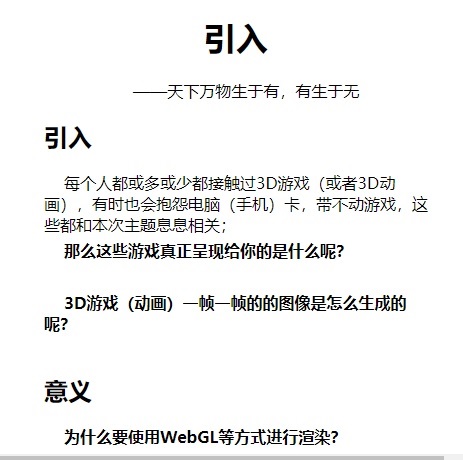 引入
——天下万物生于有，有生于无
引入
每个人都或多或少都接触过3D游戏（或者3D动
画），有时也会抱怨电脑（手机）卡，带不动游戏，这
些都和本次主题息息相关；
那么这些游戏真正呈现给你的是什么呢？
3D游戏（动画）一帧一帧的的图像是怎么生成的
呢？
意义
为什么要使用WebGL等方式进行渲染？